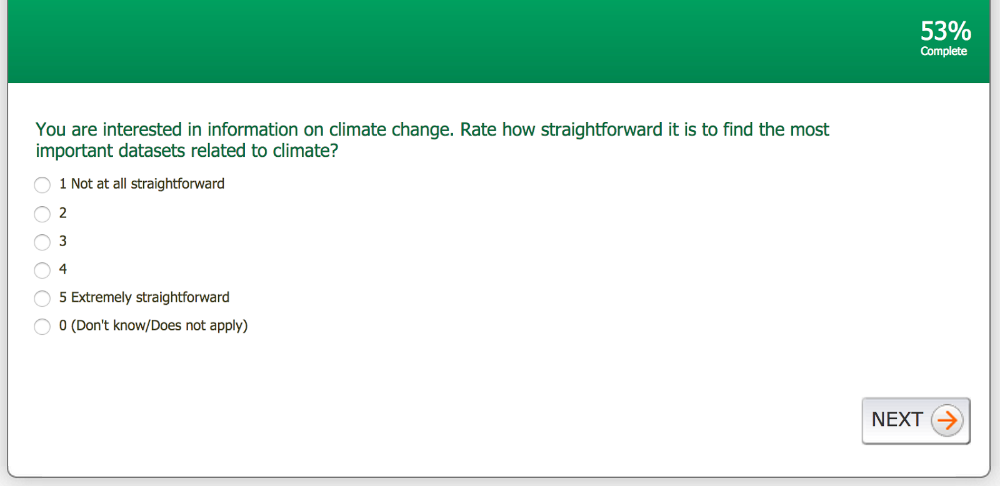 53%
Complete
You are interested in information on climate change. Rate how straightforward it is to find the most
important datasets related to climate?
1 Not at all straightforward
2
3
4
5 Extremely straightforward
0 (Don't know/Does not apply)
NEXT